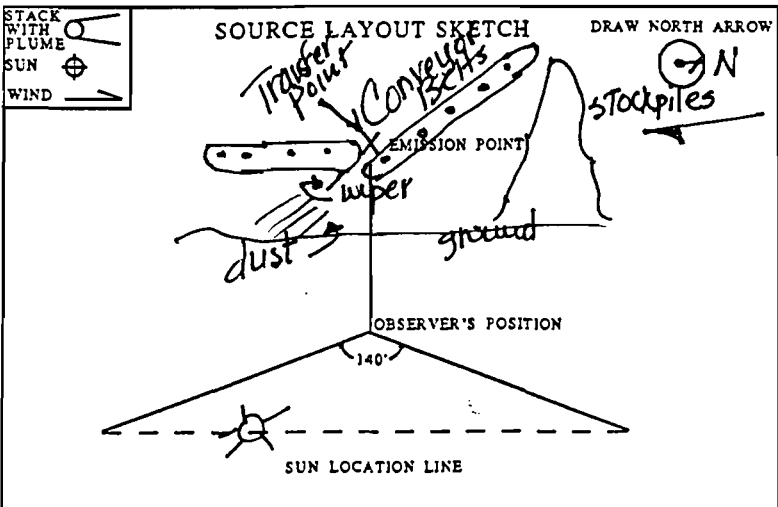 STACK
WITH
PLUME
SUN
WIND
SOURCE LAYOUT SKETCH
DRAW NORTH ARROW
N
Transfer
Point
Conveyor
Belts
stockpiles
EMISSION POINT
wiper
dust
ground
OBSERVER'S POSITION
140°
SUN LOCATION LINE